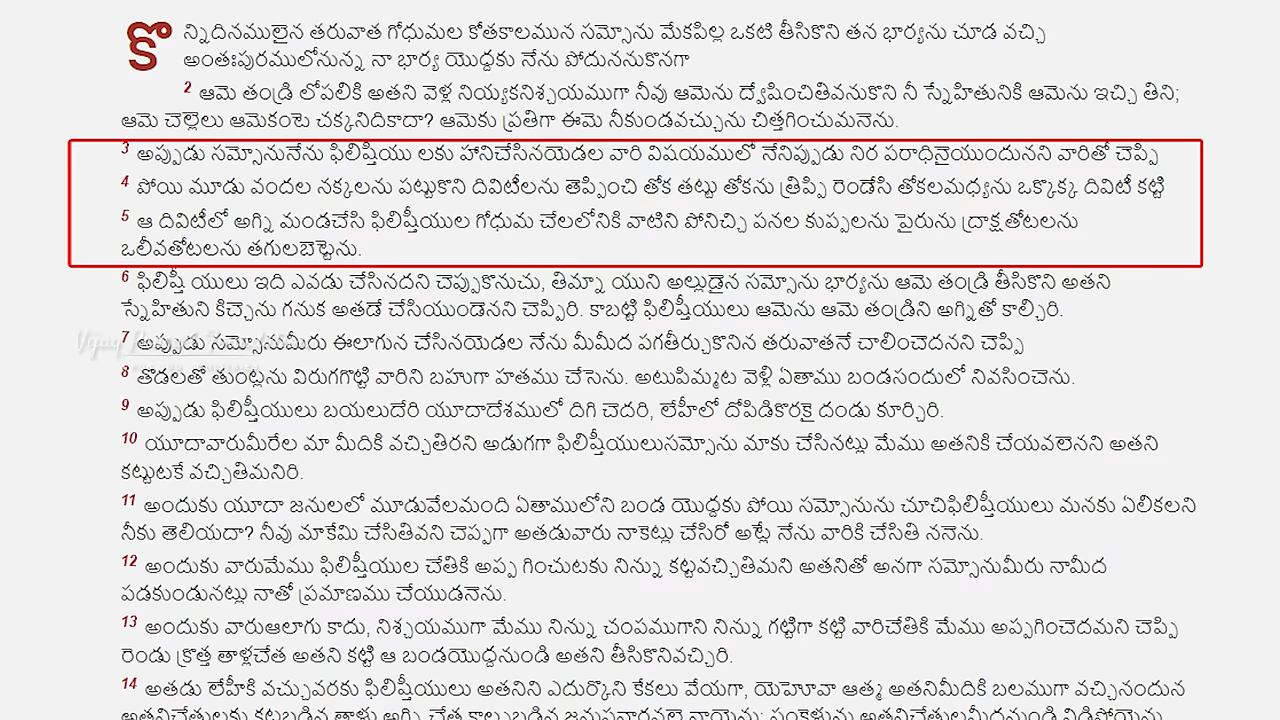 కొన్నిదినములైన తరువాత గోధుమల కోతకాలమున సమ్సోను మేకపిల్ల ఒకటి తీసికొని తన భార్యను చూడ వచ్చి
అంతఃపురములోనున్న నా భార్య యొద్దకు నేను పోదుననుకొనగా
2 ఆమె తండ్రి లోపలికి అతని వెళ్ల నియ్యకనిశ్చయముగా నీవు ఆమెను ద్వేషించితివనుకొని నీ స్నేహితునికి ఆమెను ఇచ్చి తిని;
ఆమె చెల్లెలు ఆమెకంటె చక్కనిదికాదా? ఆమెకు ప్రతిగా ఈమె నీకుండవచ్చును చిత్తగించుమనెను.
3 అప్పుడు సమ్సోనునేను ఫిలిష్తీయు లకు హానిచేసినయెడల వారి విషయములో నేనిప్పుడు నిర పరాధినైయుందునని వారితో చెప్పి
4 పోయి మూడు వందల నక్కలను పట్టుకొని దివిటీలను తెప్పించి తోక తట్టు తోకను త్రిప్పి రెండేసి తోకలమధ్యను ఒక్కొక్క దివిటీ కట్టి
5 ఆ దివిటీలో అగ్ని మండచేసి ఫిలిష్తీయుల గోధుమ చేలలోనికి వాటిని పోనిచ్చి పనల కుప్పలను పైరును ద్రాక్షతోటలను
ఒలీవతోటలను తగులబెట్టెను.
6 ఫిలిష్తీ యులు ఇది ఎవడు చేసినదని చెప్పుకొనుచు, తిమ్నా యుని అల్లుడైన సమ్సోను భార్యను ఆమె తండ్రి తీసికొని అతని
స్నేహితుని కిచ్చెను గనుక అతడే చేసియుండెనని చెప్పిరి. కాబట్టి ఫిలిష్తీయులు ఆమెను ఆమె తండ్రిని అగ్నితో కాల్చిరి.
7 అప్పుడు సమ్సోనుమీరు ఈలాగున చేసినయెడల నేను మీమీద పగతీర్చుకొనిన తరువాతనే చాలించెదనని చెప్పి
8 తొడలతో తుంట్లను విరుగగొట్టి వారిని బహుగా హతము చేసెను. అటుపిమ్మట వెళ్లి ఏతాము బండసందులో నివసించెను.
9 అప్పుడు ఫిలిష్తీయులు బయలుదేరి యూదాదేశములో దిగి చెదరి, లేహీలో దోపిడికొరకై దండు కూర్చిరి.
10 యూదావారుమీరేల మా మీదికి వచ్చితిరని అడుగగా ఫిలిష్తీయులుసమ్సోను మాకు చేసినట్లు మేము అతనికి చేయవలెనని అతని
కట్టుటకే వచ్చితిమనిరి.
11 అందుకు యూదా జనులలో మూడువేలమంది ఏతాములోని బండ యొద్దకు పోయి సమ్సోనును చూచిఫిలిష్తీయులు మనకు ఏలికలని
నీకు తెలియదా? నీవు మాకేమి చేసితివని చెప్పగా అతడువారు నాకెట్లు చేసిరో అట్లే నేను వారికి చేసితి ననెను.
12 అందుకు వారుమేము ఫిలిష్తీయుల చేతికి అప్ప గించుటకు నిన్ను కట్టవచ్చితిమని అతనితో అనగా సమ్సోనుమీరు నామీద
పడకుండునట్లు నాతో ప్రమాణము చేయుడనెను.
13 అందుకు వారుఆలాగు కాదు, నిశ్చయముగా మేము నిన్ను చంపముగాని నిన్ను గట్టిగా కట్టి వారిచేతికి మేము అప్పగించెదమని చెప్పి
రెండు క్రొత్త తాళ్లచేత అతని కట్టి ఆ బండయొద్దనుండి అతని తీసికొనివచ్చిరి.
14 అతడు లేహీకి వచ్చువరకు ఫిలిష్తీయులు అతనిని ఎదుర్కొని కేకలు వేయగా, యెహోవా ఆత్మ అతనిమీదికి బలముగా వచ్చినందున